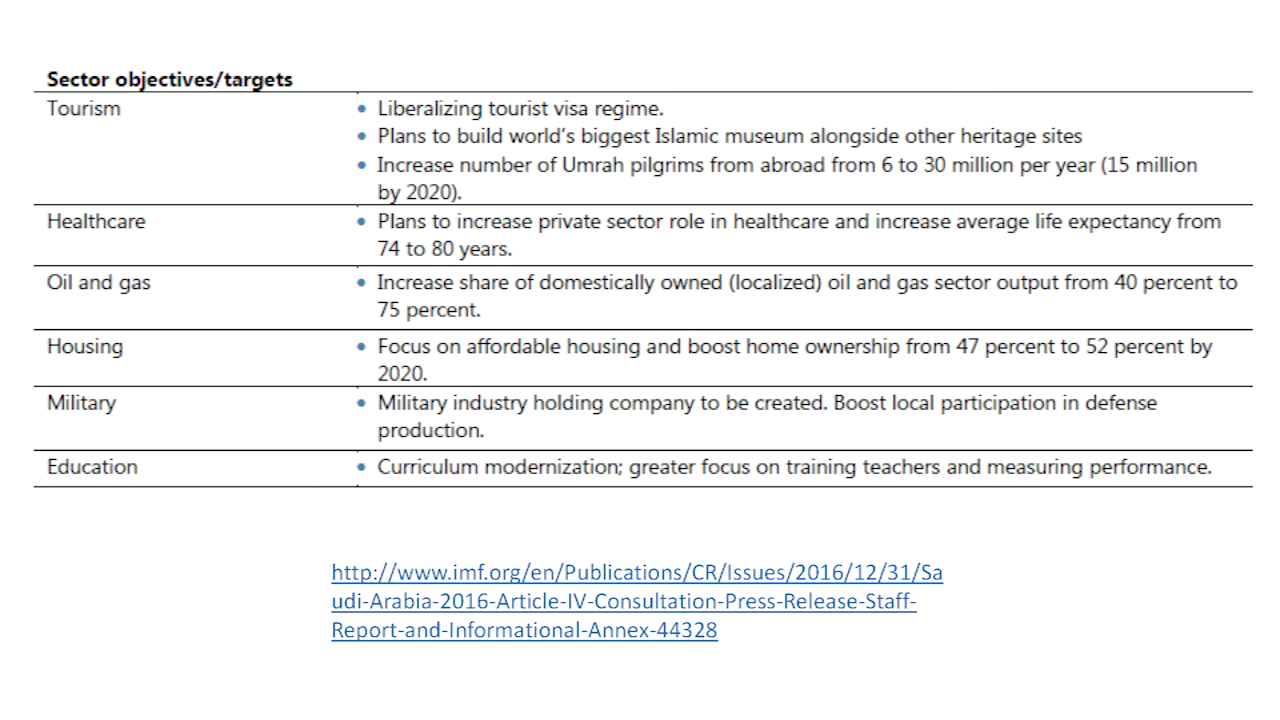 Sector objectives/targets
Tourism
• Liberalizing tourist visa regime.
• Plans to build world's biggest Islamic museum alongside other heritage sites
• Increase number of Umrah pilgrims from abroad from 6 to 30 million per year (15 million
by 2020).
Healthcare
• Plans to increase private sector role in healthcare and increase average life expectancy from
74 to 80 years.
Oil and gas
• Increase share of domestically owned (localized) oil and gas sector output from 40 percent to
75 percent.
Housing
• Focus on affordable housing and boost home ownership from 47 percent to 52 percent by
2020.
Military
• Military industry holding company to be created. Boost local participation in defense
production.
Education
• Curriculum modernization; greater focus on training teachers and measuring performance.
http://www.imf.org/en/Publications/CR/Issues/2016/12/31/Sa
udi-Arabia-2016-Article-IV-Consultation-Press-Release-Staff-
Report-and-Informational-Annex-44328